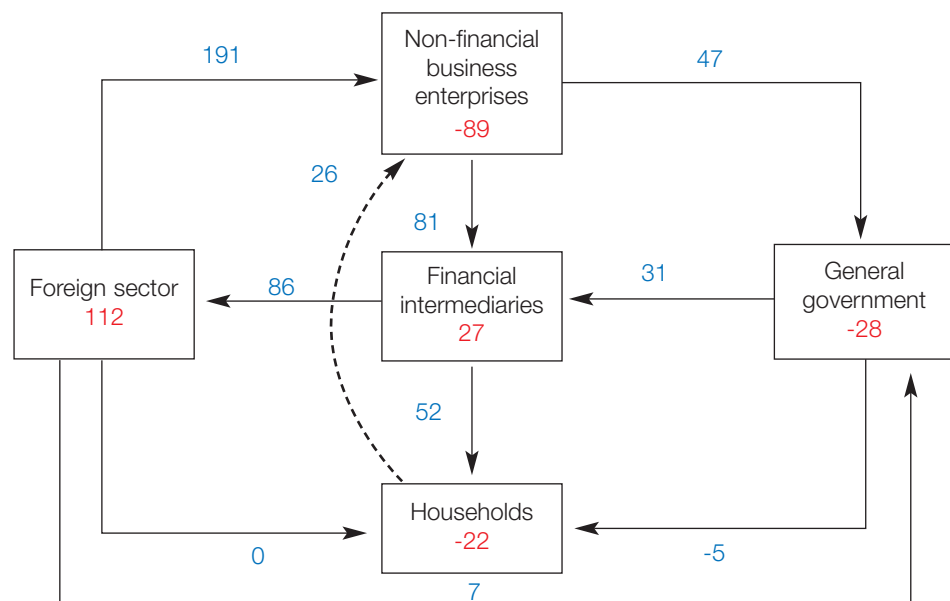 Non-financial
business
enterprises
-89
191
47
26
81
Foreign sector
112
86
Financial
intermediaries
27
31
General
government
-28
52
Households
-22
0
-5
7